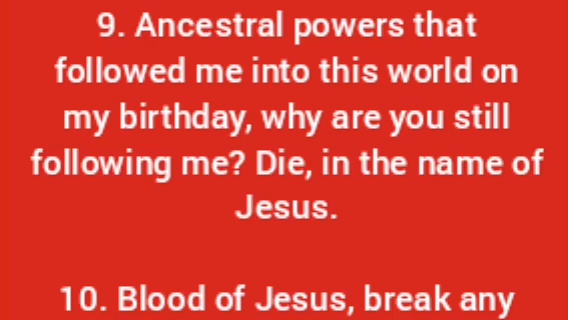 9. Ancestral powers that
followed me into this world on
my birthday, why are you still
following me? Die, in the name of
Jesus.
10. Blood of Jesus, break any